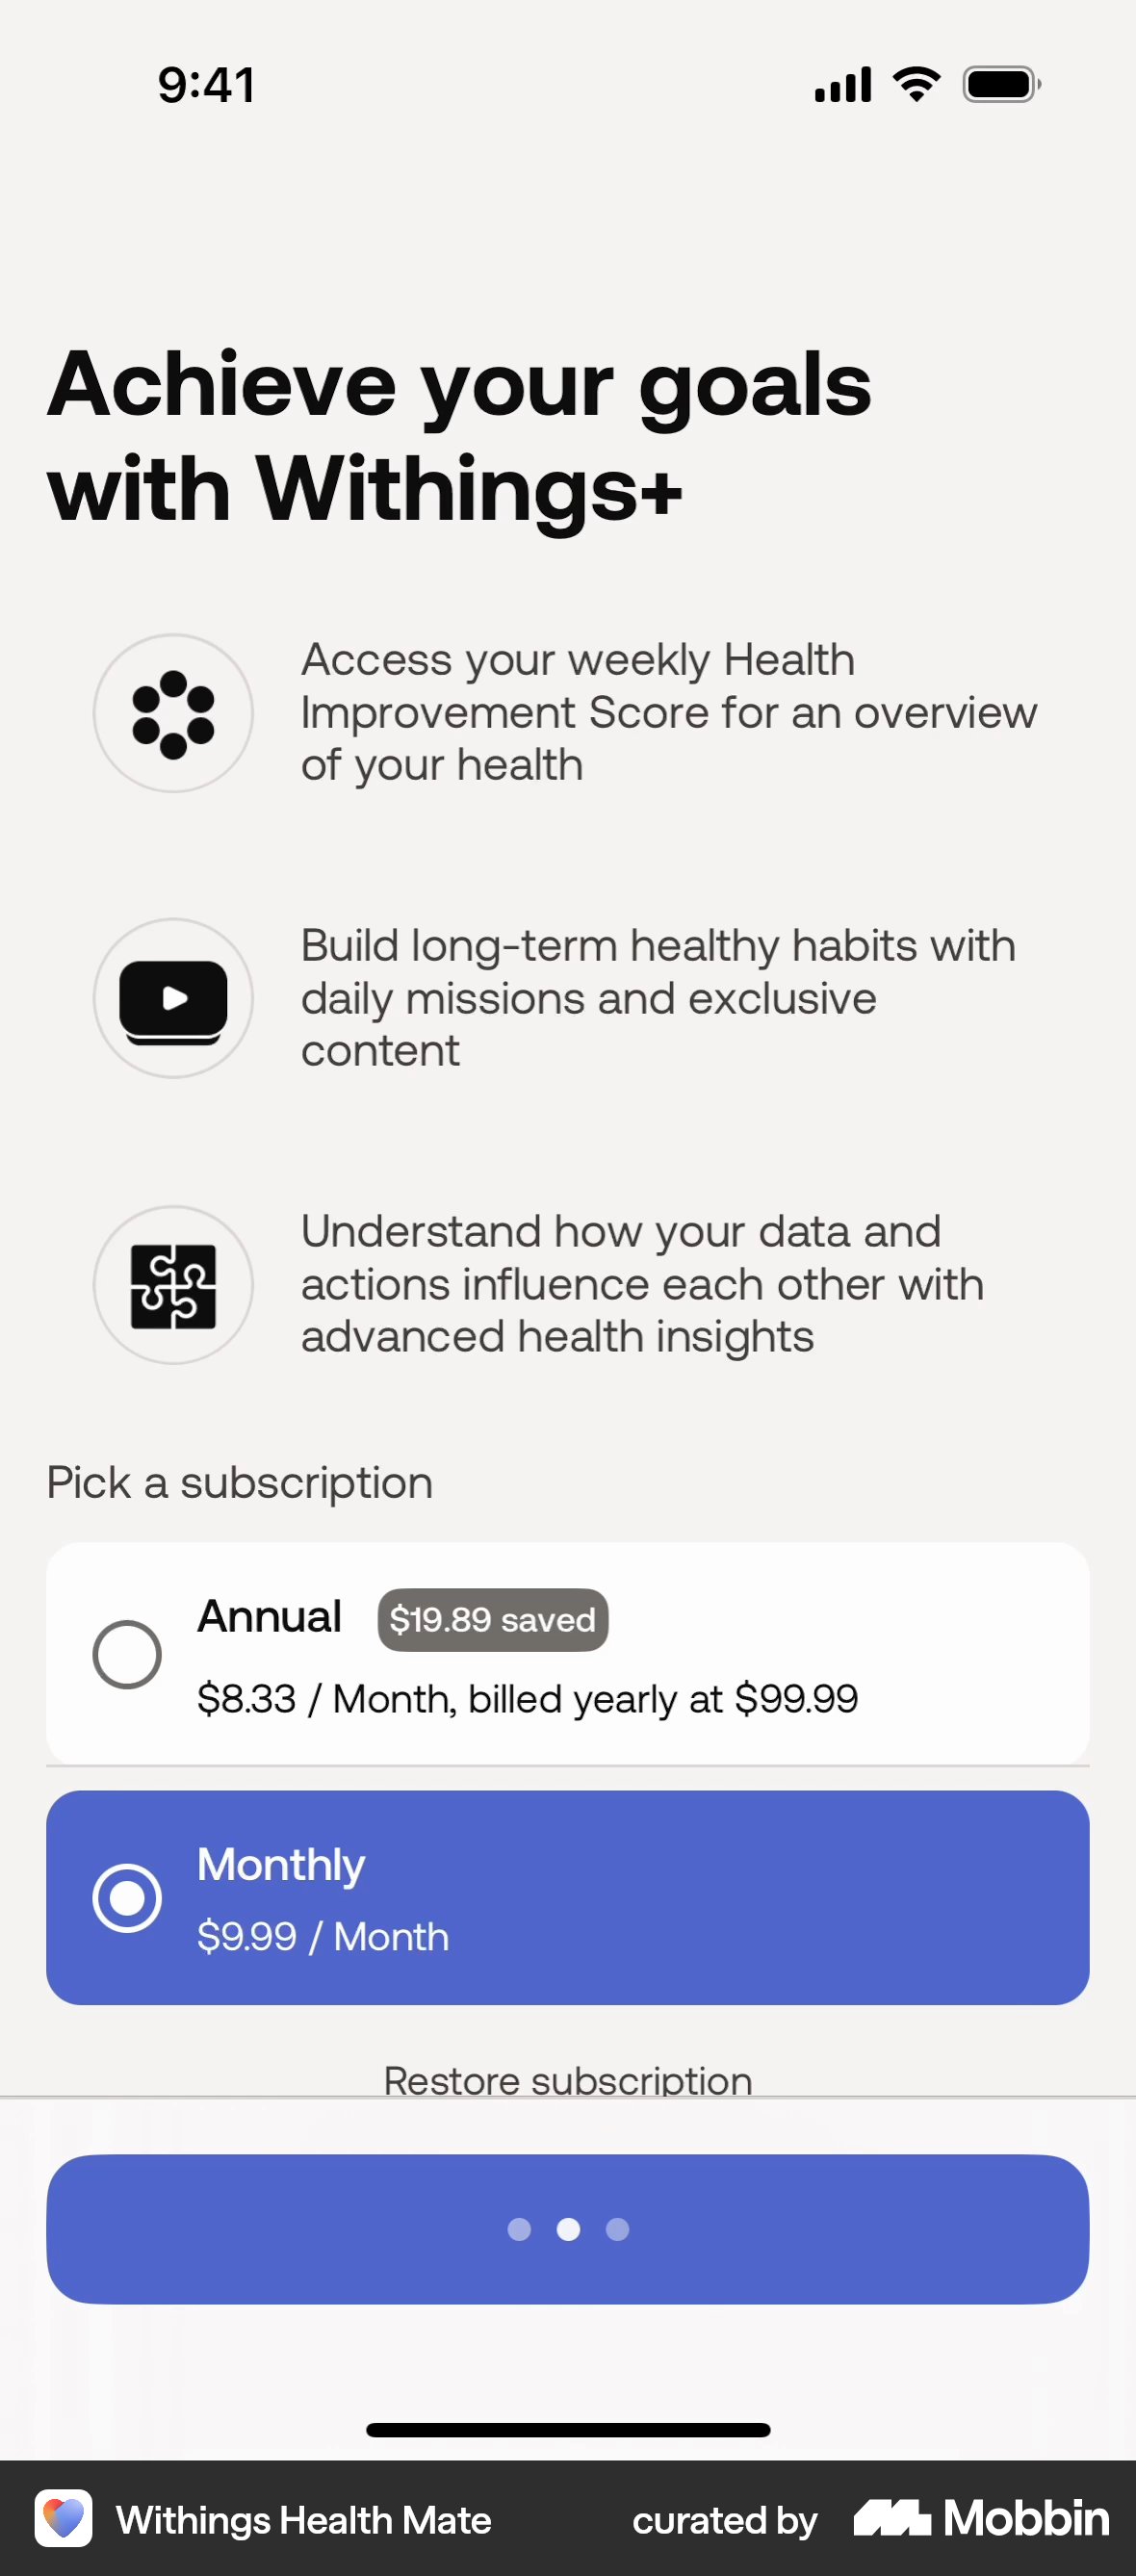 9:41
Achieve your goals
with Withings+
Access your weekly Health
Improvement Score for an overview
of your health
Build long-term healthy habits with
daily missions and exclusive
content
Understand how your data and
actions influence each other with
advanced health insights
Pick a subscription
Annual $19.89 saved
$8.33 / Month, billed yearly at $99.99
Monthly
$9.99 / Month
Restore subscription
Withings Health Mate curated by Mobbin